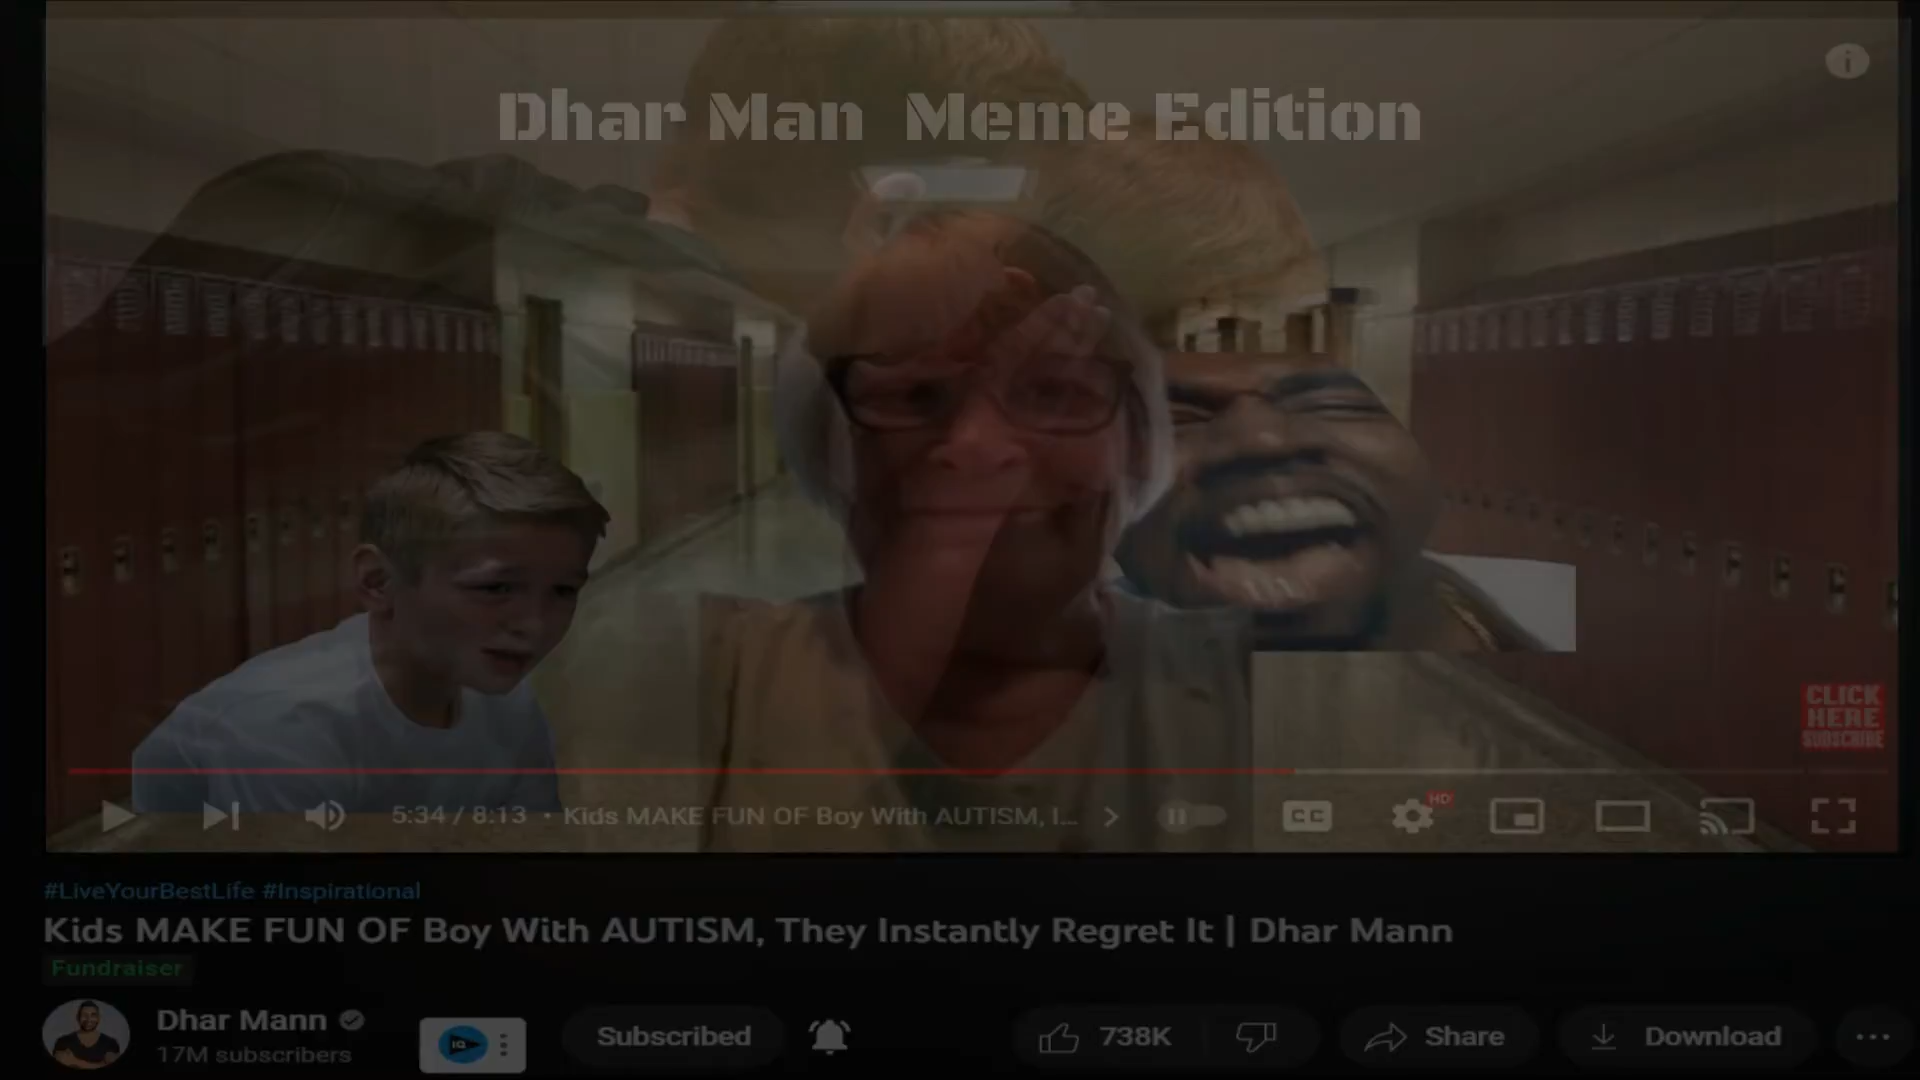 Dhar Man Meme Edition
CLICK
HERE
SUBSCRIBE
5:34 / 8:13 • Kids MAKE FUN OF Boy With AUTISM, I...
CC
HD
#LiveYourBestLife #Inspirational
Kids MAKE FUN OF Boy With AUTISM, They Instantly Regret It | Dhar Mann
Fundraiser
Dhar Mann
17M subscribers
IQ
Subscribed
738K
Share
Download